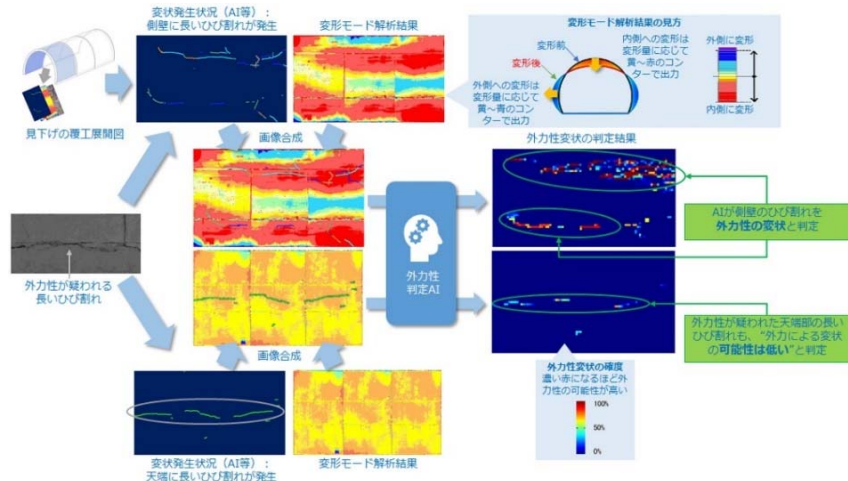 変状発生状況（AI等）：
側壁に長いひび割れが発生
変形モード解析結果
見下げの覆工展開図
変形モード解析結果の見方
変形前
変形後
内側への変形は
変形量に応じて
黄～赤のコン
ターで出力
外側への変形は
変形量に応じて
黄～青のコン
ターで出力
外側に変形
内側に変形
画像合成
外力性が疑われる
長いひび割れ
外力性
判定AI
外力性変状の判定結果
AIが側壁のひび割れを
外力性の変状と判定
外力性が疑われた天端部の長い
ひび割れも、“外力による変状
の可能性は低い”と判定
画像合成
変状発生状況（AI等）：
天端に長いひび割れが発生
変形モード解析結果
外力性変状の確度
濃い赤になるほど外
力性の可能性が高い
100%
50%
0%